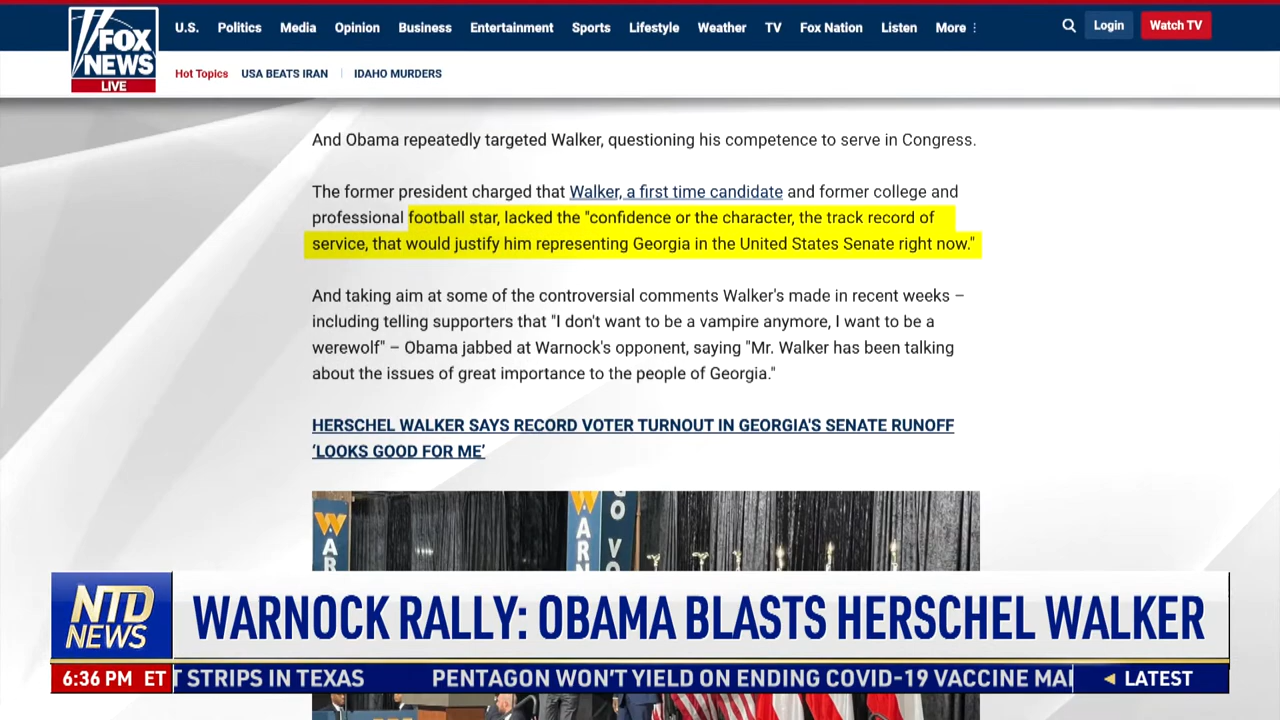 FOX
NEWS
LIVE
U.S. Politics Media Opinion Business Entertainment Sports Lifestyle Weather TV Fox Nation Listen More Login Watch TV
Hot Topics USA BEATS IRAN IDAHO MURDERS
And Obama repeatedly targeted Walker, questioning his competence to serve in Congress.
The former president charged that Walker, a first time candidate and former college and
professional football star, lacked the "confidence or the character, the track record of
service, that would justify him representing Georgia in the United States Senate right now."
And taking aim at some of the controversial comments Walker's made in recent weeks –
including telling supporters that "I don't want to be a vampire anymore, I want to be a
werewolf" – Obama jabbed at Warnock's opponent, saying "Mr. Walker has been talking
about the issues of great importance to the people of Georgia."
HERSCHEL WALKER SAYS RECORD VOTER TURNOUT IN GEORGIA'S SENATE RUNOFF
‘LOOKS GOOD FOR ME’
W
AR
WARN
GO VO
NTD
NEWS
WARNOCK RALLY: OBAMA BLASTS HERSCHEL WALKER
6:36 PM ET T STRIPS IN TEXAS PENTAGON WON'T YIELD ON ENDING COVID-19 VACCINE MA LATEST